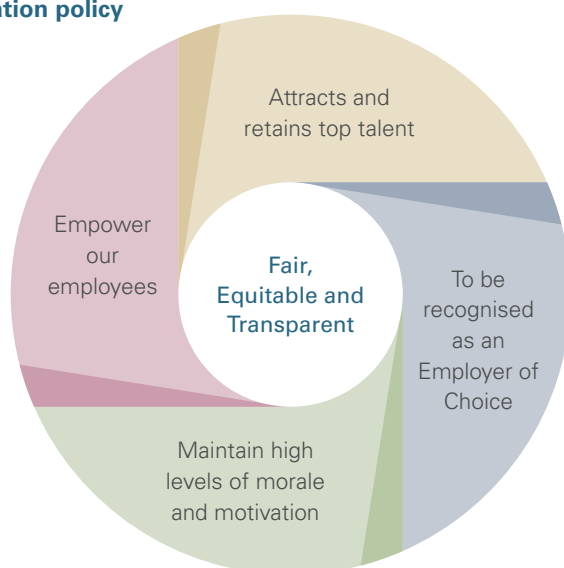 ation policy
Attracts and
retains top talent
Empower
our
employees
Fair,
Equitable and
Transparent
To be
recognised
as an
Employer of
Choice
Maintain high
levels of morale
and motivation